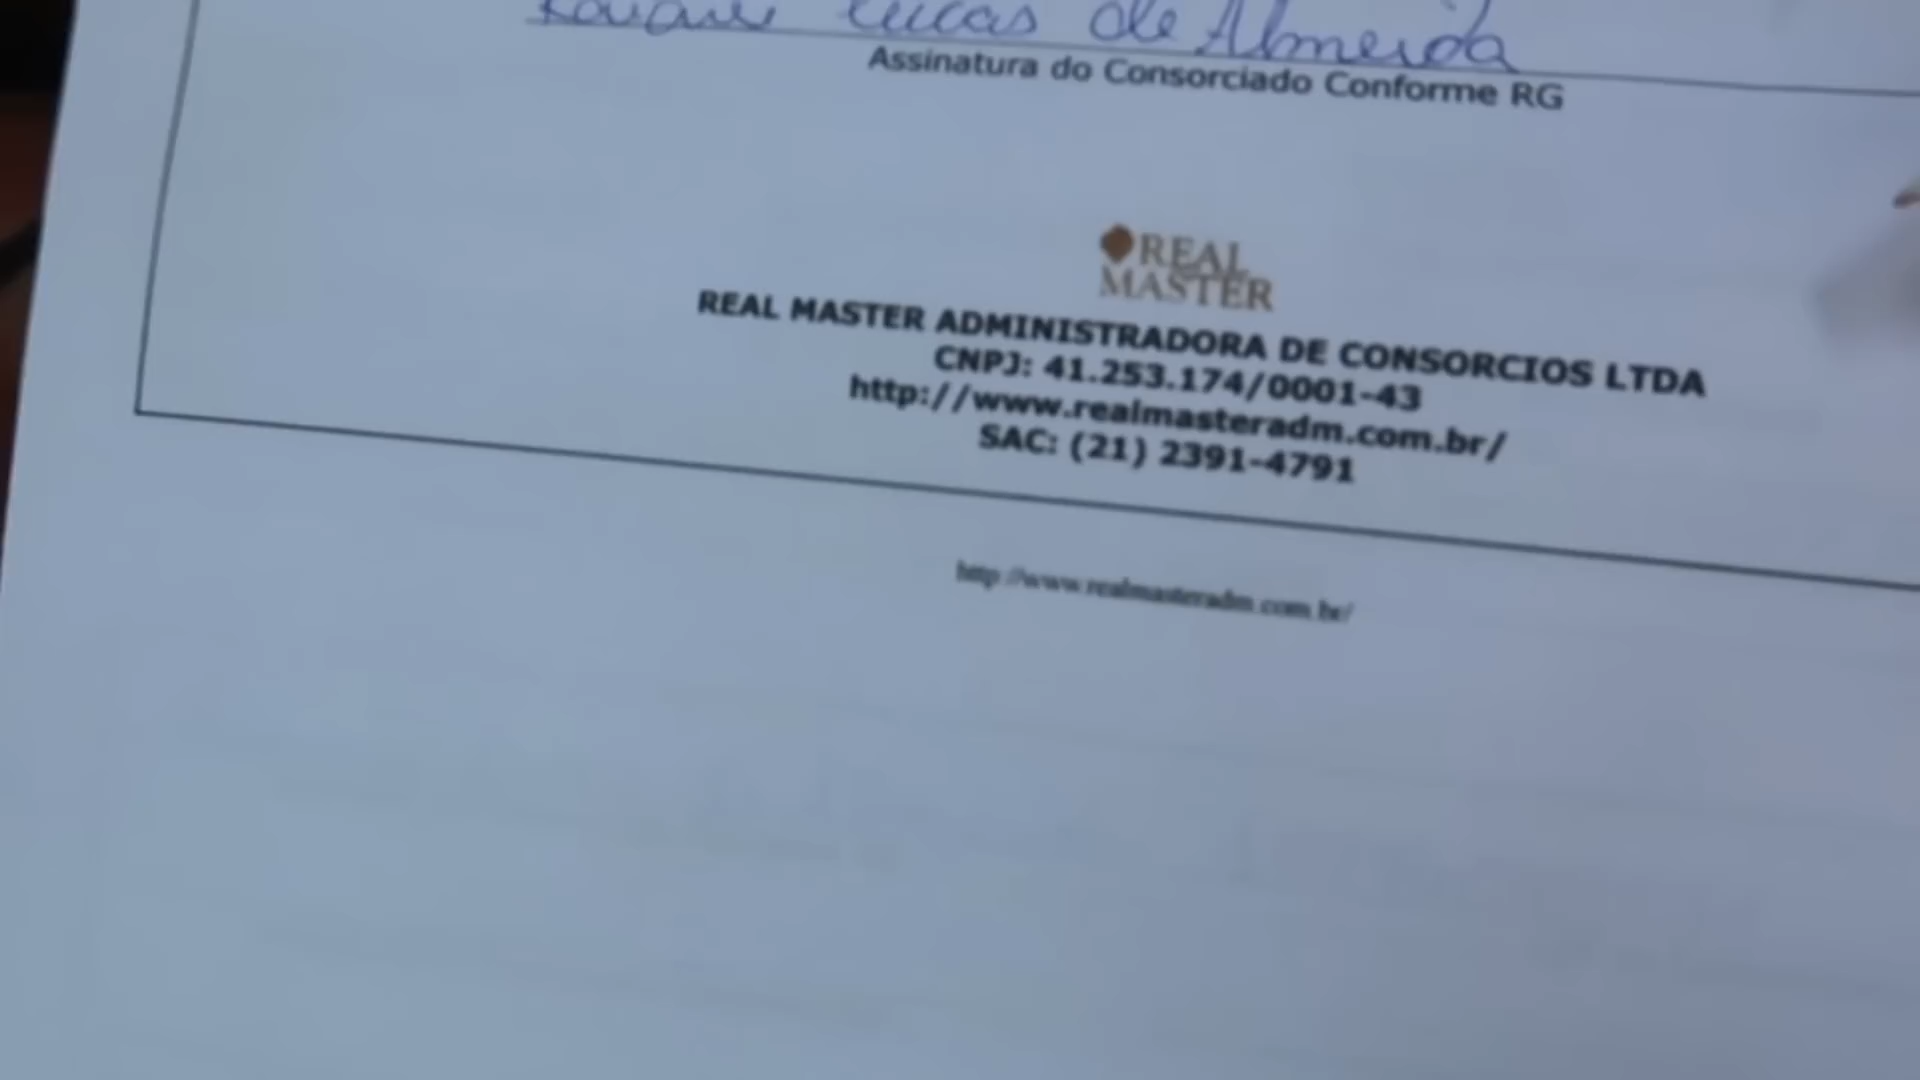 Lucas de Almeida
Assinatura do Consorciado Conforme RG
REAL
MASTER
REAL MASTER ADMINISTRADORA DE CONSORCIOS LTDA
CNPJ: 41.253.174/0001-43
http://www.realmasteradm.com.br/
SAC: (21) 2391-4791
http://www.realmasteradm.com.br/